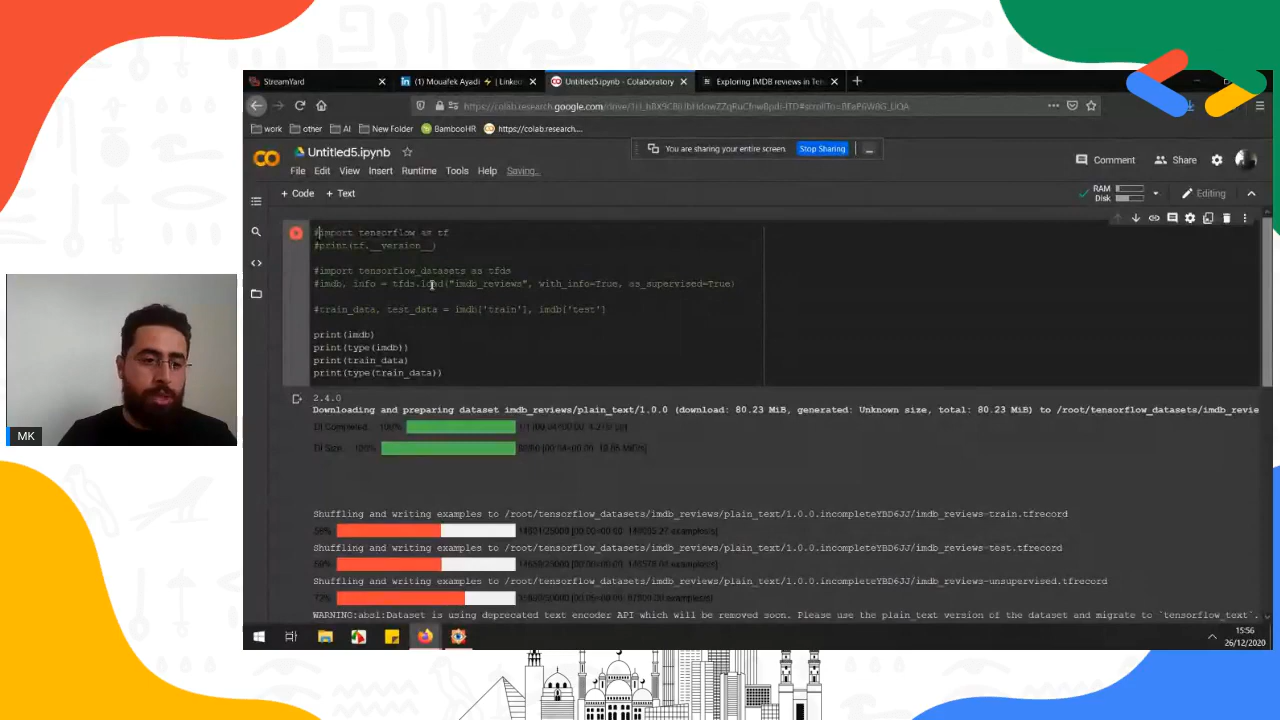 StreamYard
(1) Mouafek Ayadi ⚡ | Linked
Untitled5.ipynb - Colaboratory
Exploring IMDB reviews in Ten
work
other
AI
New Folder
BambooHR
https://colab.research...
You are sharing your entire screen.
Stop Sharing
Untitled5.ipynb
Comment
Share
File Edit View Insert Runtime Tools Help Saving...
+ Code + Text
RAM
Disk
Editing
#import tensorflow as tf
#print(tf.__version__)
#import tensorflow_datasets as tfds
#imdb, info = tfds.load("imdb_reviews", with_info=True, as_supervised=True)
#train_data, test_data = imdb['train'], imdb['test']
print(imdb)
print(type(imdb))
print(train_data)
print(type(train_data))
2.4.0
Downloading and preparing dataset imdb_reviews/plain_text/1.0.0 (download: 80.23 MiB, generated: Unknown size, total: 80.23 MiB) to /root/tensorflow_datasets/imdb_revie
Dl Completed... 100%
Dl Size... 100%
Shuffling and writing examples to /root/tensorflow_datasets/imdb_reviews/plain_text/1.0.0.incompleteYBD6JJ/imdb_reviews-train.tfrecord
Shuffling and writing examples to /root/tensorflow_datasets/imdb_reviews/plain_text/1.0.0.incompleteYBD6JJ/imdb_reviews-test.tfrecord
Shuffling and writing examples to /root/tensorflow_datasets/imdb_reviews/plain_text/1.0.0.incompleteYBD6JJ/imdb_reviews-unsupervised.tfrecord
WARNING:absl:Dataset is using deprecated text encoder API which will be removed soon. Please use the plain_text version of the dataset and migrate to `tensorflow_text`.
MK
15:56
26/12/2020